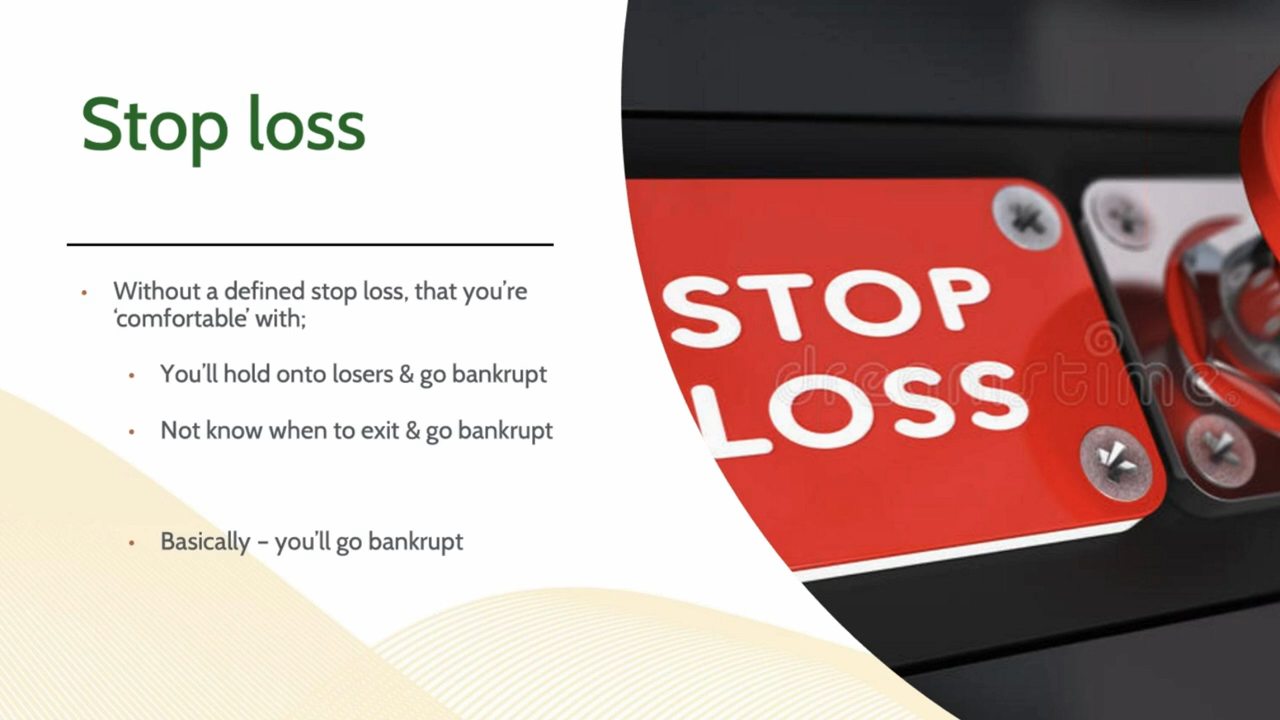 Stop loss
• Without a defined stop loss, that you’re
‘comfortable’ with;
• You’ll hold onto losers & go bankrupt
• Not know when to exit & go bankrupt
• Basically – you’ll go bankrupt
STOP
LOSS
dreamstime.